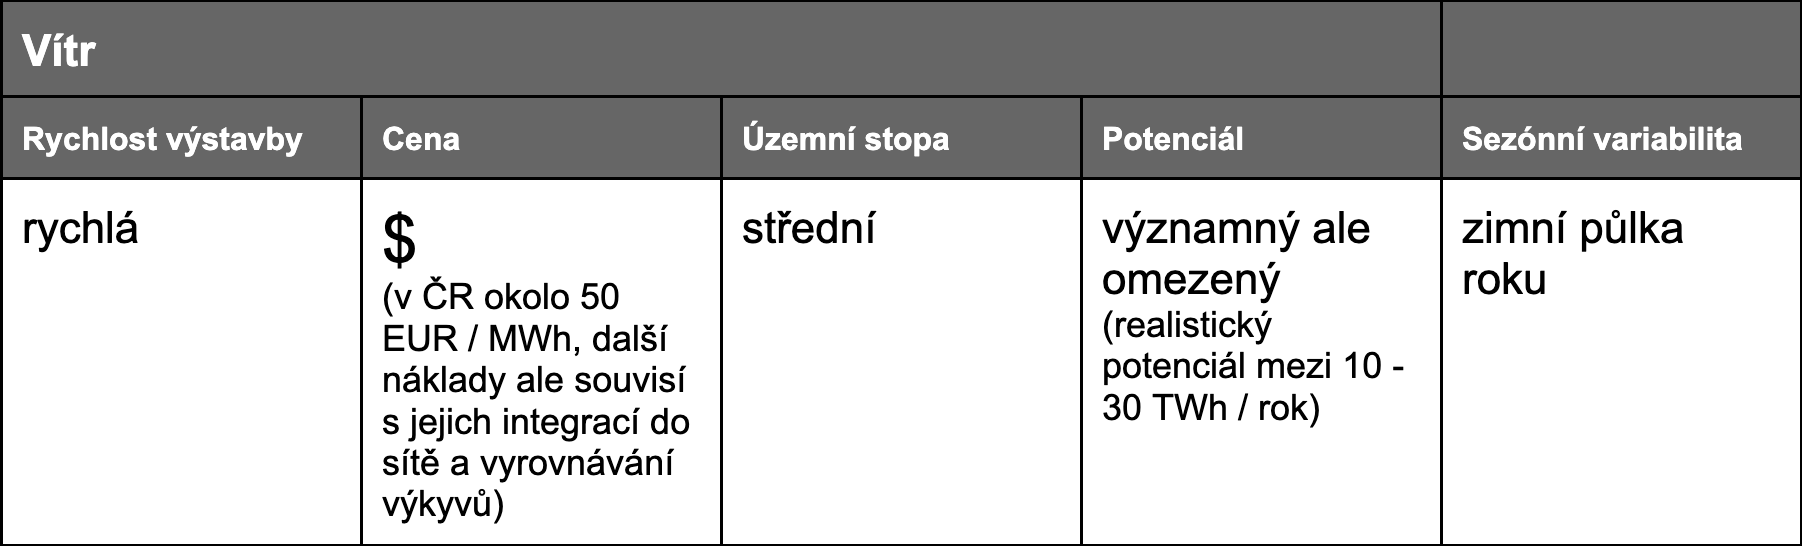 Vítr
Rychlost výstavby
Cena
Územní stopa
Potenciál
Sezónní variabilita
rychlá
$
(v ČR okolo 50
EUR / MWh, další
náklady ale souvisí
s jejich integrací do
sítě a vyrovnávání
výkyvů)
střední
významný ale
omezený
(realistický
potenciál mezi 10 -
30 TWh / rok)
zimní půlka
roku